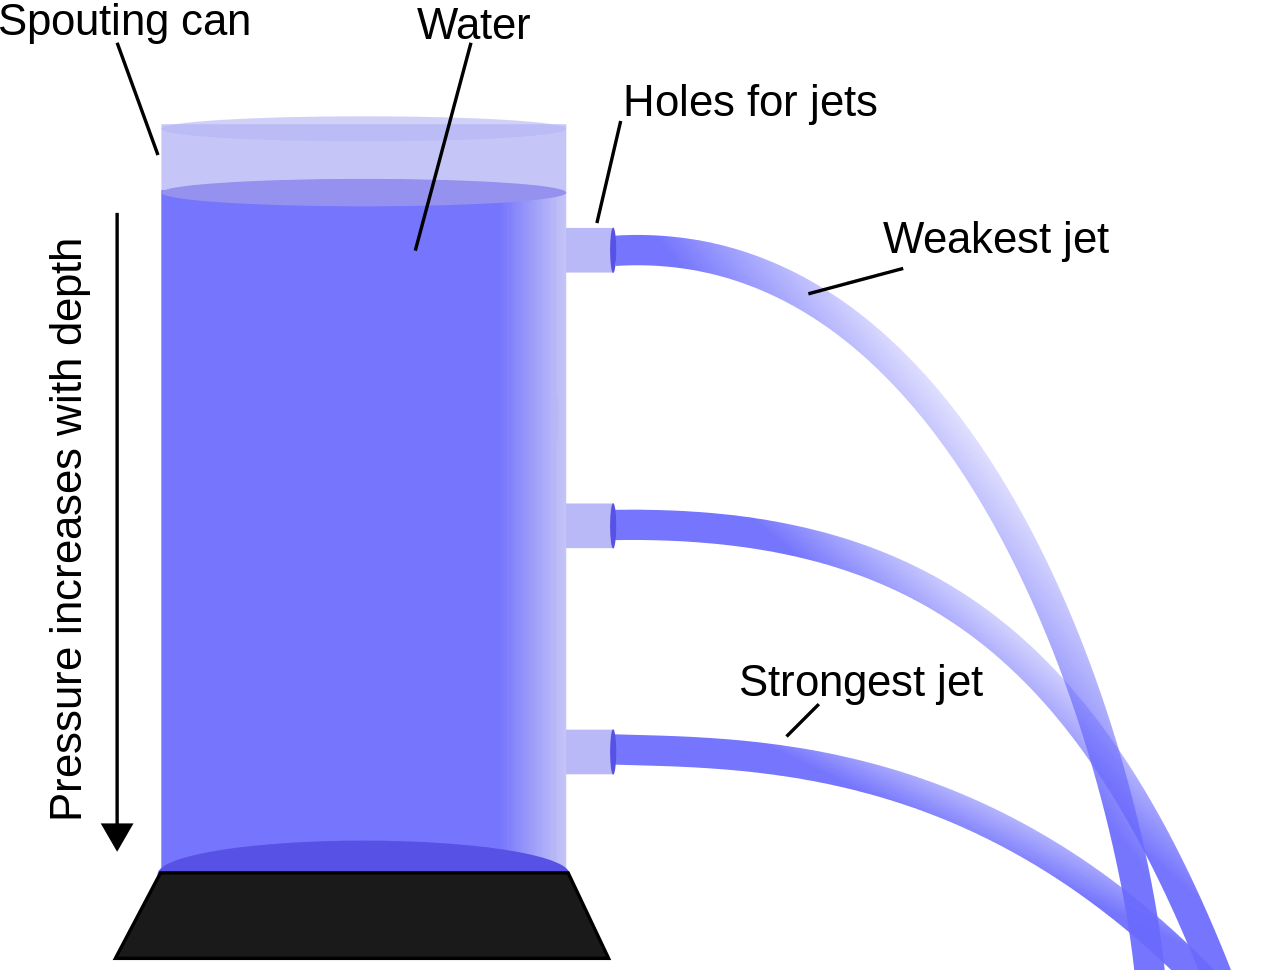 Spouting can
Water
Holes for jets
Weakest jet
Pressure increases with depth
Strongest jet